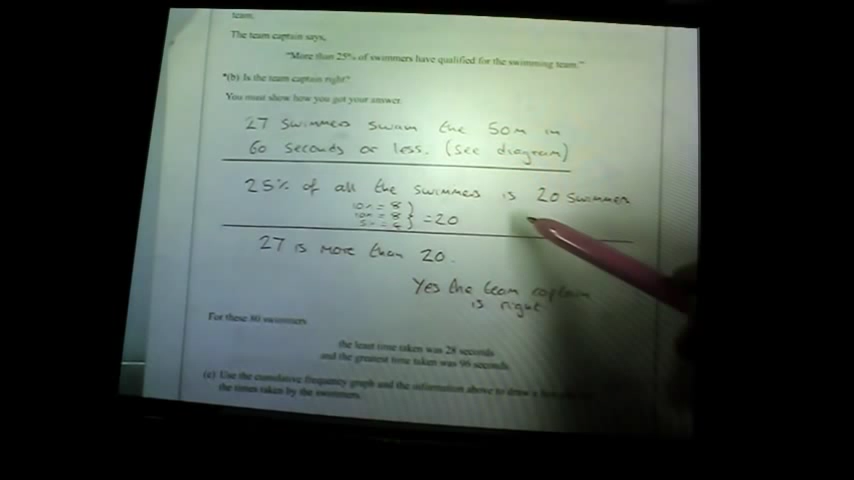 team.
The team captain says,
"More than 25% of swimmers have qualified for the swimming team."
*(b) Is the team captain right?
You must show how you got your answer.
27 swimmers swam the 50m in
60 seconds or less. (see diagram)
25% of all the swimmers is 20 swimmers
10% = 8
10% = 8 } = 20
5% = 4
27 is more than 20.
Yes the team captain
is right
For these 80 swimmers
the least time taken was 28 seconds
and the greatest time taken was 96 seconds
(c) Use the cumulative frequency graph and the information above to draw a
the times taken by the swimmers.